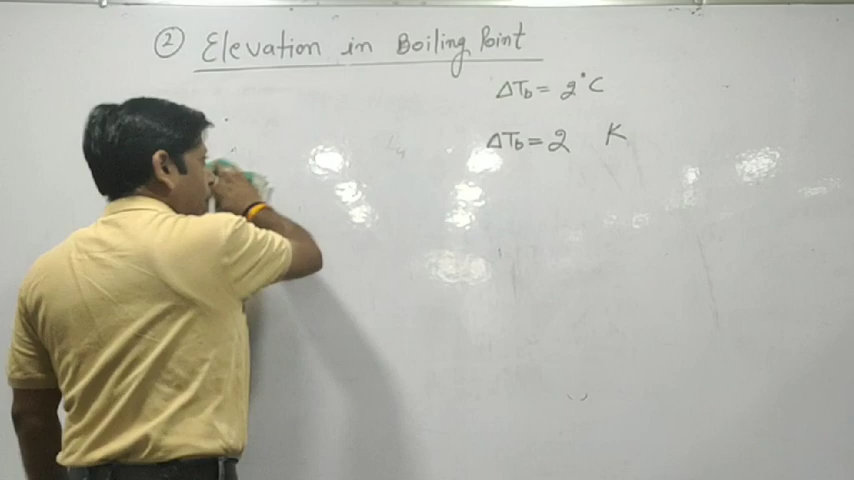 ② Elevation in Boiling Point
ΔTb = 2°C
ΔTb = 2 K